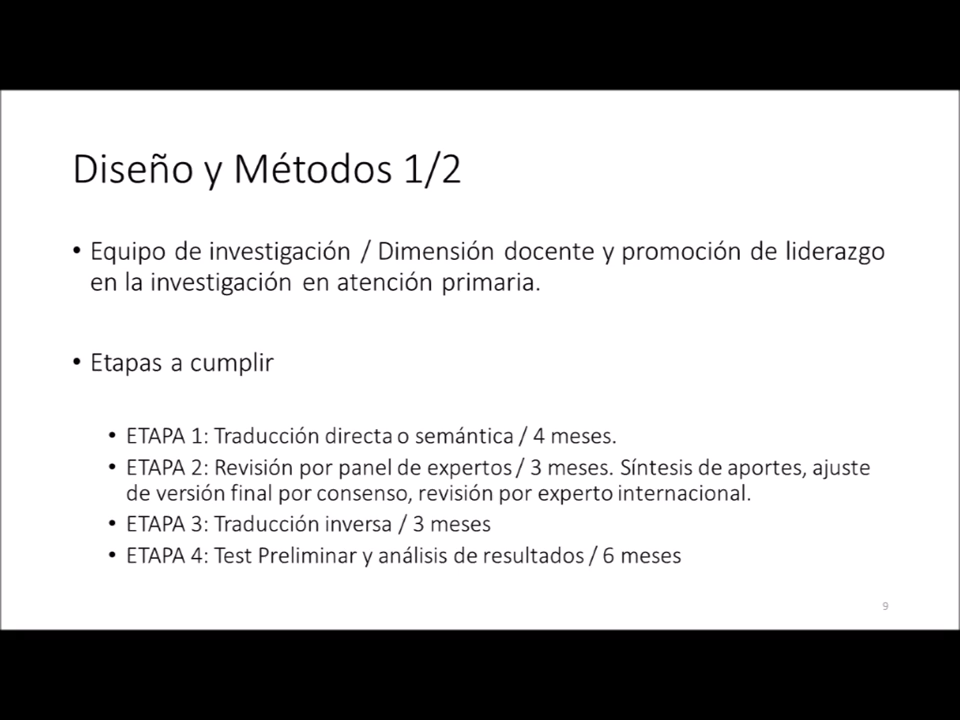 Diseño y Métodos 1/2
• Equipo de investigación / Dimensión docente y promoción de liderazgo
en la investigación en atención primaria.
• Etapas a cumplir
• ETAPA 1: Traducción directa o semántica / 4 meses.
• ETAPA 2: Revisión por panel de expertos / 3 meses. Síntesis de aportes, ajuste
de versión final por consenso, revisión por experto internacional.
• ETAPA 3: Traducción inversa / 3 meses
• ETAPA 4: Test Preliminar y análisis de resultados / 6 meses
9